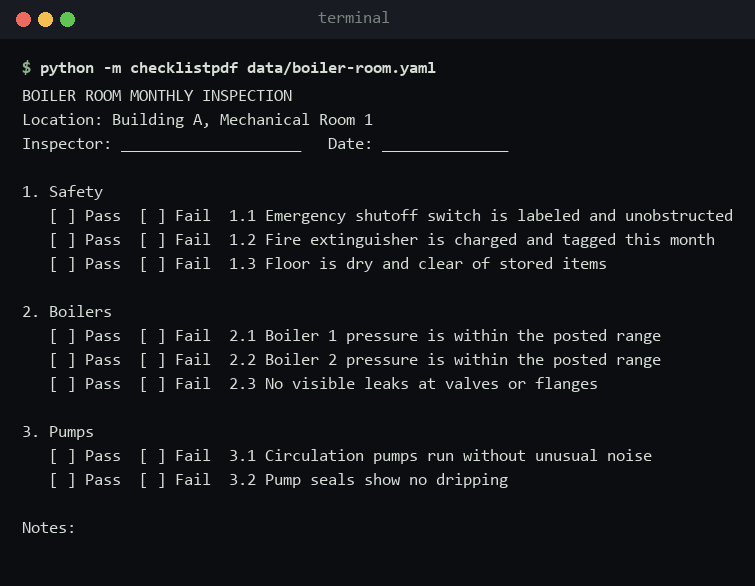 terminal
$ python -m checklistpdf data/boiler-room.yaml
BOILER ROOM MONTHLY INSPECTION
Location: Building A, Mechanical Room 1
Inspector: ____________________   Date: ______________
1. Safety
   [ ] Pass  [ ] Fail  1.1 Emergency shutoff switch is labeled and unobstructed
   [ ] Pass  [ ] Fail  1.2 Fire extinguisher is charged and tagged this month
   [ ] Pass  [ ] Fail  1.3 Floor is dry and clear of stored items
2. Boilers
   [ ] Pass  [ ] Fail  2.1 Boiler 1 pressure is within the posted range
   [ ] Pass  [ ] Fail  2.2 Boiler 2 pressure is within the posted range
   [ ] Pass  [ ] Fail  2.3 No visible leaks at valves or flanges
3. Pumps
   [ ] Pass  [ ] Fail  3.1 Circulation pumps run without unusual noise
   [ ] Pass  [ ] Fail  3.2 Pump seals show no dripping
Notes: